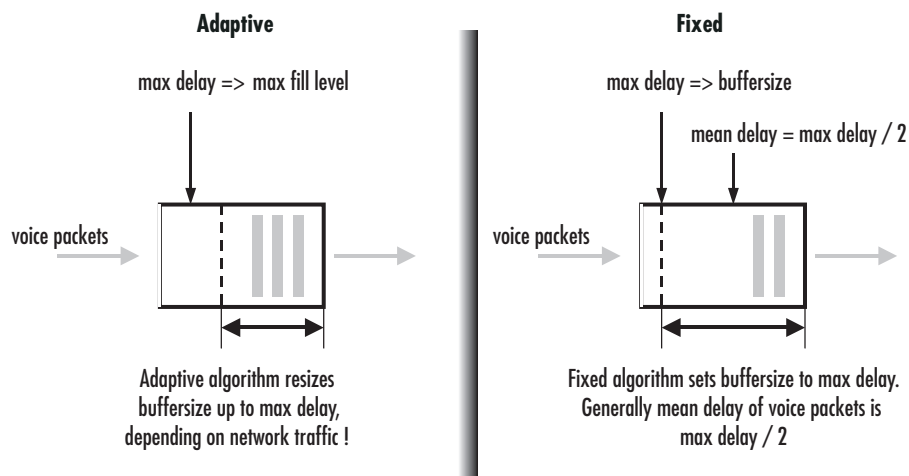 Adaptive
max delay => max fill level
voice packets
Adaptive algorithm resizes
buffersize up to max delay,
depending on network traffic !
Fixed
max delay => buffersize
mean delay = max delay / 2
voice packets
Fixed algorithm sets buffersize to max delay.
Generally mean delay of voice packets is
max delay / 2